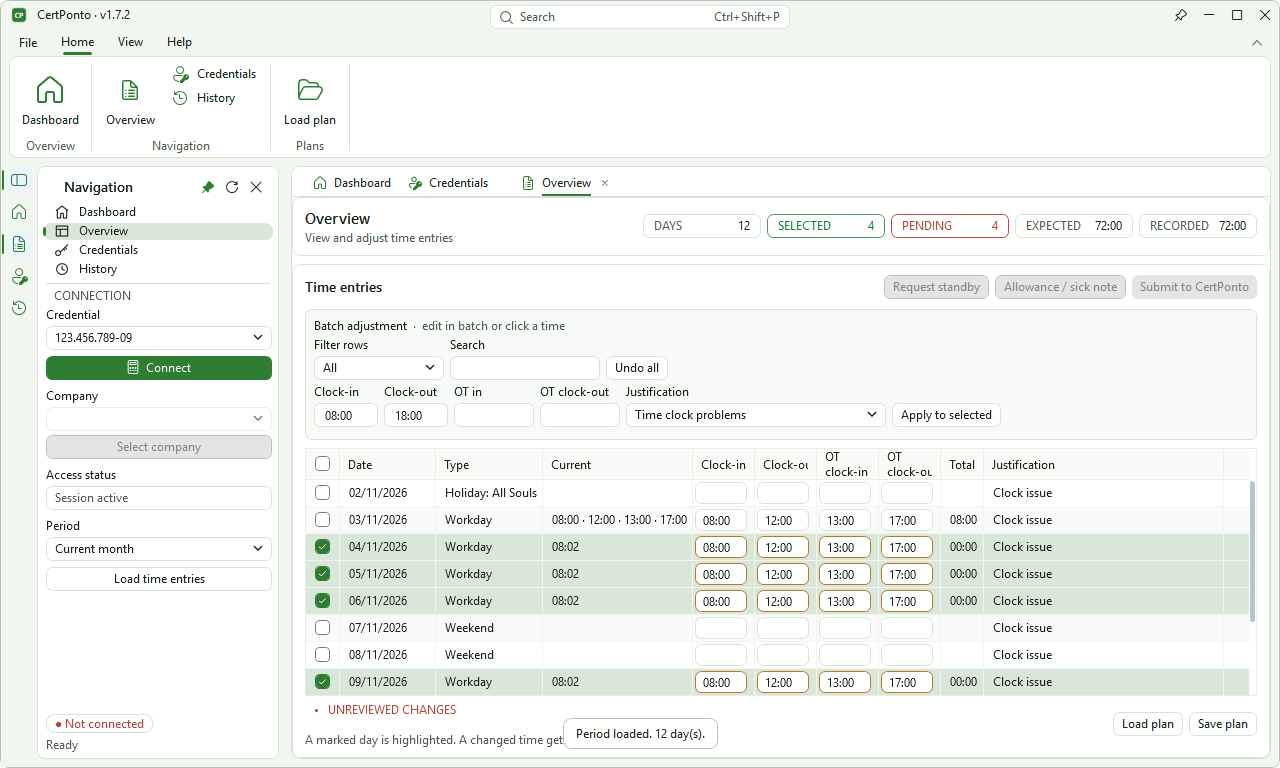 CP CertPonto · v1.7.2
Search Ctrl+Shift+P
File Home View Help
Dashboard
Overview
Credentials
History
Load plan
Overview Navigation Plans
Navigation
Dashboard
Overview
Credentials
History
CONNECTION
Credential
123.456.789-09
Connect
Company
Select company
Access status
Session active
Period
Current month
Load time entries
Not connected
Ready
Dashboard Credentials Overview
Overview
View and adjust time entries
DAYS 12 SELECTED 4 PENDING 4 EXPECTED 72:00 RECORDED 72:00
Time entries
Request standby Allowance / sick note Submit to CertPonto
Batch adjustment · edit in batch or click a time
Filter rows Search
All Undo all
Clock-in Clock-out OT in OT clock-out Justification
08:00 18:00 Time clock problems Apply to selected
Date Type Current Clock-in Clock-ou OT clock-in OT clock-ou Total Justification
02/11/2026 Holiday: All Souls Clock issue
03/11/2026 Workday 08:00 · 12:00 · 13:00 · 17:00 08:00 12:00 13:00 17:00 08:00 Clock issue
04/11/2026 Workday 08:02 08:00 12:00 13:00 17:00 00:00 Clock issue
05/11/2026 Workday 08:02 08:00 12:00 13:00 17:00 00:00 Clock issue
06/11/2026 Workday 08:02 08:00 12:00 13:00 17:00 00:00 Clock issue
07/11/2026 Weekend Clock issue
08/11/2026 Weekend Clock issue
09/11/2026 Workday 08:02 08:00 12:00 13:00 17:00 00:00 Clock issue
• UNREVIEWED CHANGES
A marked day is highlighted. A changed time get
Period loaded. 12 day(s).
Load plan Save plan